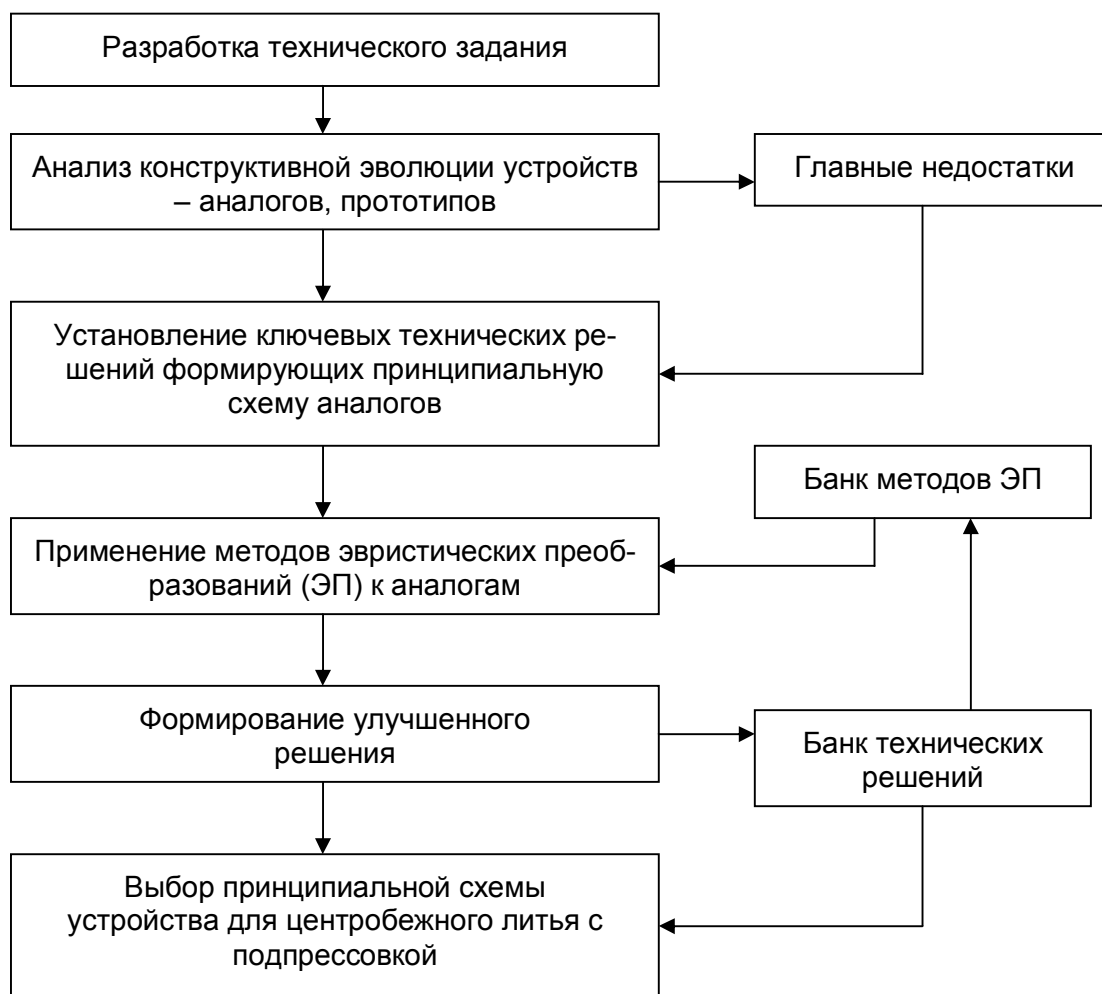 Разработка технического задания
Анализ конструктивной эволюции устройств
– аналогов, прототипов
Главные недостатки
Установление ключевых технических ре-
шений формирующих принципиальную
схему аналогов
Банк методов ЭП
Применение методов эвристических преоб-
разований (ЭП) к аналогам
Формирование улучшенного
решения
Банк технических
решений
Выбор принципиальной схемы
устройства для центробежного литья с
подпрессовкой